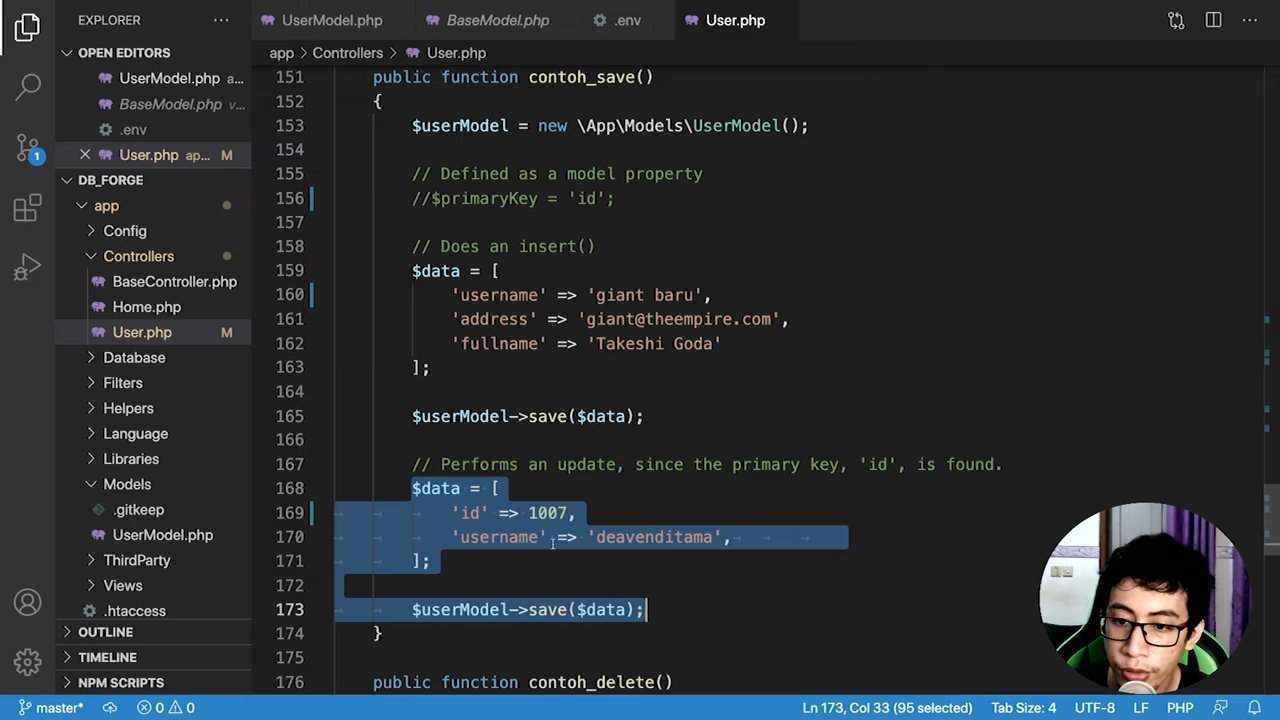 EXPLORER
···
UserModel.php
BaseModel.php
.env
User.php
···
OPEN EDITORS
UserModel.php a...
BaseModel.php v...
.env
User.php ap... M
DB_FORGE
app
Config
Controllers
BaseController.php
Home.php
User.php M
Database
Filters
Helpers
Language
Libraries
Models
.gitkeep
UserModel.php
ThirdParty
Views
.htaccess
OUTLINE
TIMELINE
NPM SCRIPTS
1
app > Controllers > User.php
151 public function contoh_save()
152 {
153 $userModel = new \App\Models\UserModel();
154
155 // Defined as a model property
156 //$primaryKey = 'id';
157
158 // Does an insert()
159 $data = [
160 'username' => 'giant baru',
161 'address' => 'giant@theempire.com',
162 'fullname' => 'Takeshi Goda'
163 ];
164
165 $userModel->save($data);
166
167 // Performs an update, since the primary key, 'id', is found.
168 $data = [
169 'id' => 1007,
170 'username' => 'deavenditama',
171 ];
172
173 $userModel->save($data);
174 }
175
176 public function contoh_delete()
master* 0 0 Ln 173, Col 33 (95 selected) Tab Size: 4 UTF-8 LF PHP